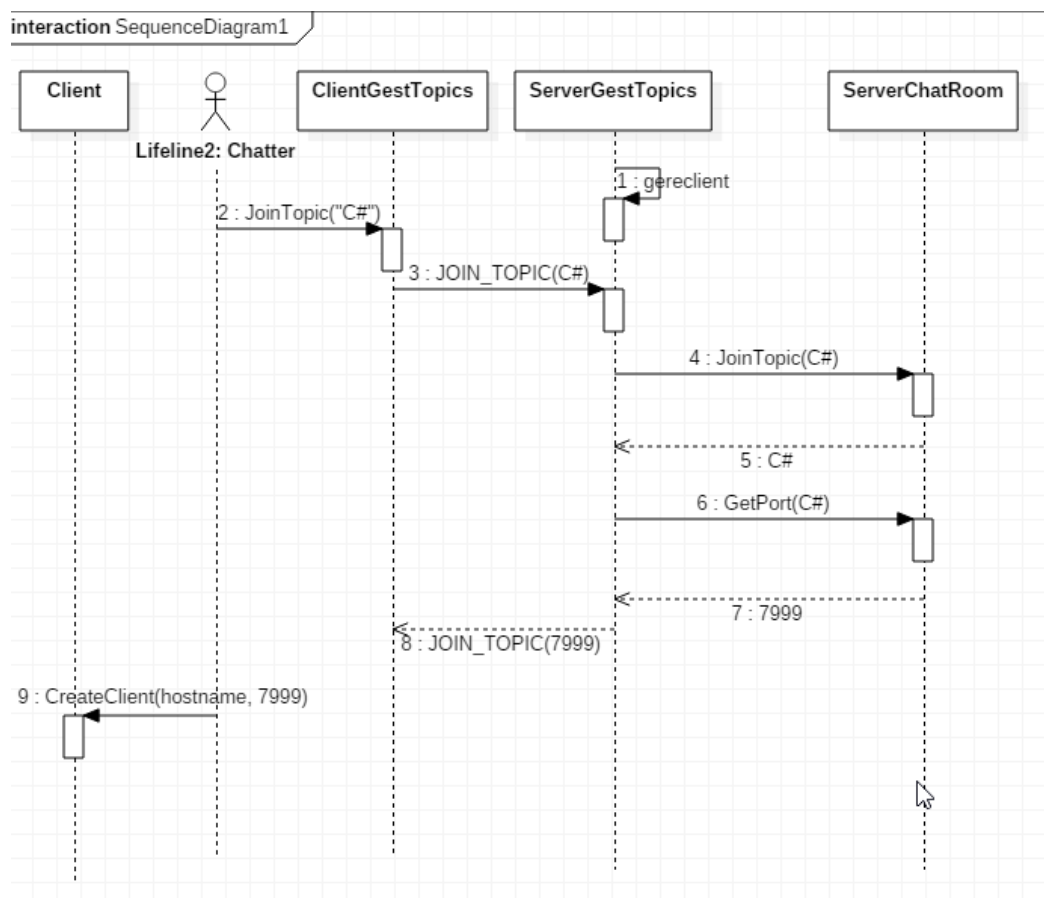 interaction SequenceDiagram1
Client
Lifeline2: Chatter
ClientGestTopics
ServerGestTopics
ServerChatRoom
1 : gereclient
2 : JoinTopic("C#")
3 : JOIN_TOPIC(C#)
4 : JoinTopic(C#)
5 : C#
6 : GetPort(C#)
7 : 7999
8 : JOIN_TOPIC(7999)
9 : CreateClient(hostname, 7999)